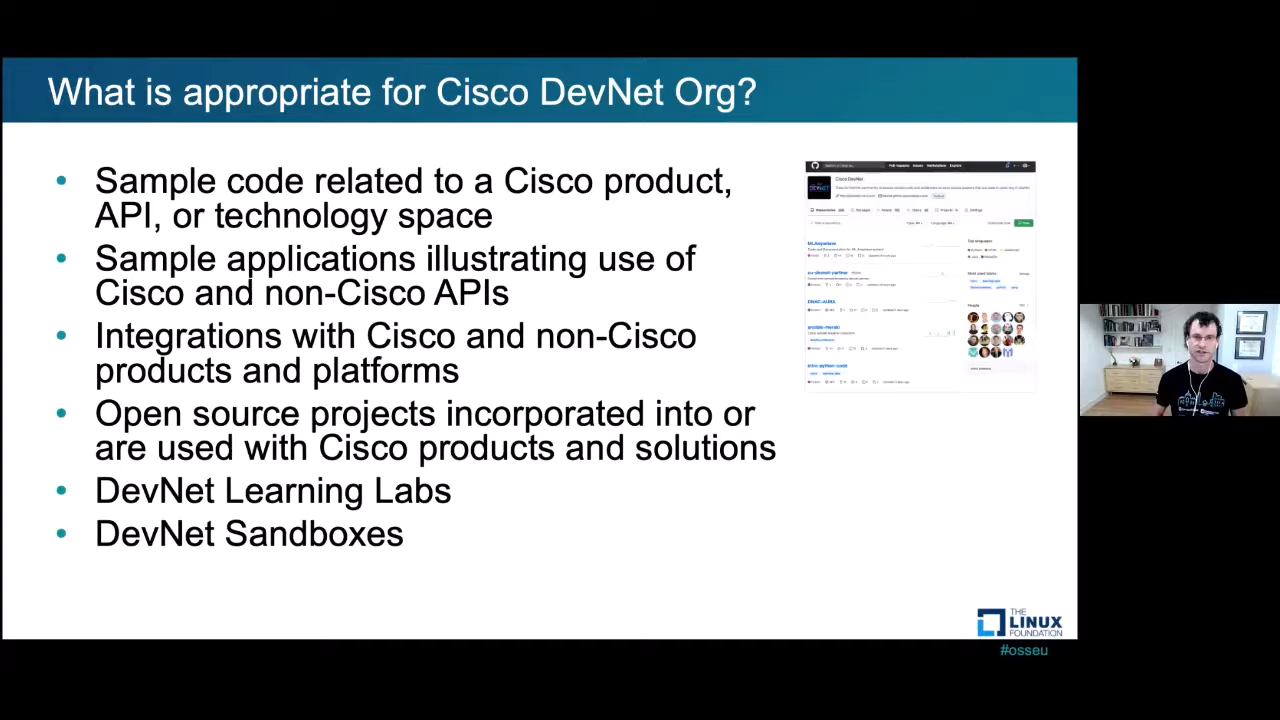 What is appropriate for Cisco DevNet Org?
• Sample code related to a Cisco product,
API, or technology space
• Sample applications illustrating use of
Cisco and non-Cisco APIs
• Integrations with Cisco and non-Cisco
products and platforms
• Open source projects incorporated into or
are used with Cisco products and solutions
• DevNet Learning Labs
• DevNet Sandboxes
Cisco DevNet
THE
LINUX
FOUNDATION
#osseu